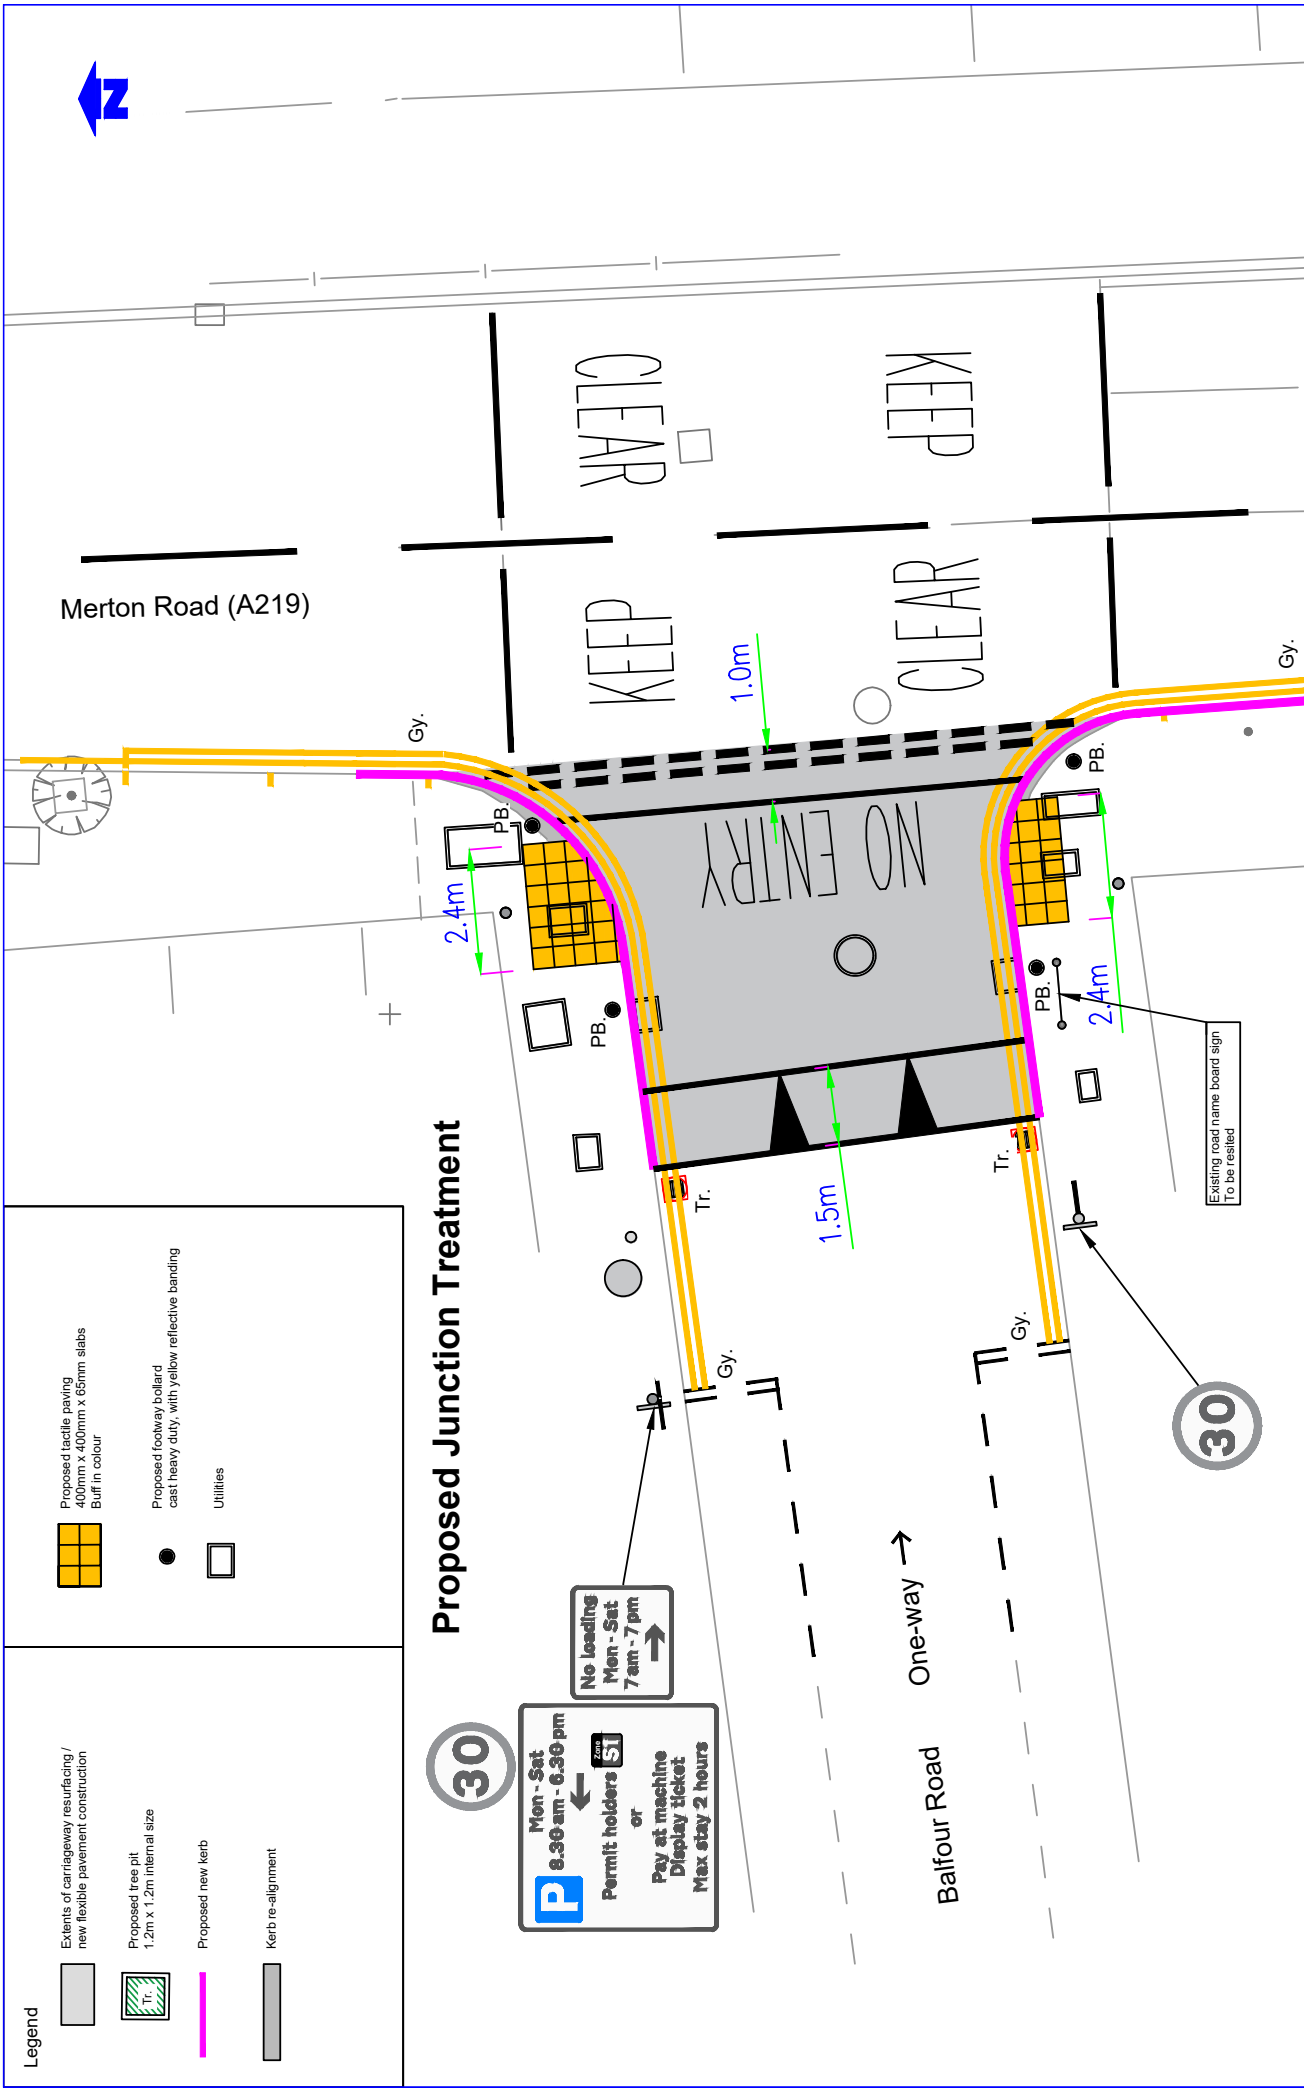 Legend
Extents of carriageway resurfacing /
new flexible pavement construction
Tr.
Proposed tree pit
1.2m x 1.2m internal size
Proposed new kerb
Kerb re-alignment
Proposed tactile paving
400mm x 400mm x 65mm slabs
Buff in colour
Proposed footway bollard
cast heavy duty, with yellow reflective banding
Utilities
Proposed Junction Treatment
N
Merton Road (A219)
30
P
Mon - Sat
8.30 am - 6.30 pm
Permit holders
Zone
S1
or
Pay at machine
Display ticket
Max stay 2 hours
No loading
Mon - Sat
7 am - 7 pm
Gy.
PB.
PB.
2.4m
Tr.
Gy.
KEEP
CLEAR
1.0m
NO ENTRY
1.5m
KEEP
CLEAR
Balfour Road
One-way
Gy.
Tr.
PB.
PB.
2.4m
Gy.
30
Existing road name board sign
To be resited